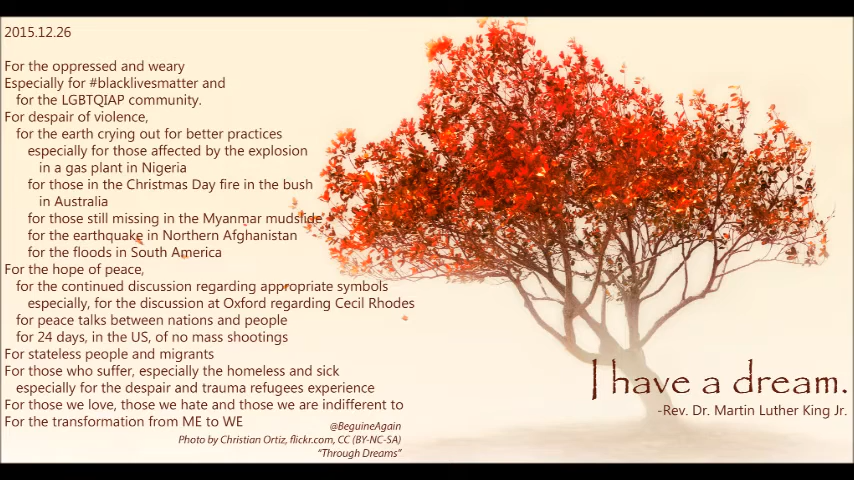 2015.12.26
For the oppressed and weary
Especially for #blacklivesmatter and
for the LGBTQIAP community.
For despair of violence,
for the earth crying out for better practices
especially for those affected by the explosion
in a gas plant in Nigeria
for those in the Christmas Day fire in the bush
in Australia
for those still missing in the Myanmar mudslide
for the earthquake in Northern Afghanistan
for the floods in South America
For the hope of peace,
for the continued discussion regarding appropriate symbols
especially, for the discussion at Oxford regarding Cecil Rhodes
for peace talks between nations and people
for 24 days, in the US, of no mass shootings
For stateless people and migrants
For those who suffer, especially the homeless and sick
especially for the despair and trauma refugees experience
For those we love, those we hate and those we are indifferent to
For the transformation from ME to WE
@BeguineAgain
Photo by Christian Ortiz, flickr.com, CC (BY-NC-SA)
"Through Dreams"
I have a dream.
-Rev. Dr. Martin Luther King Jr.